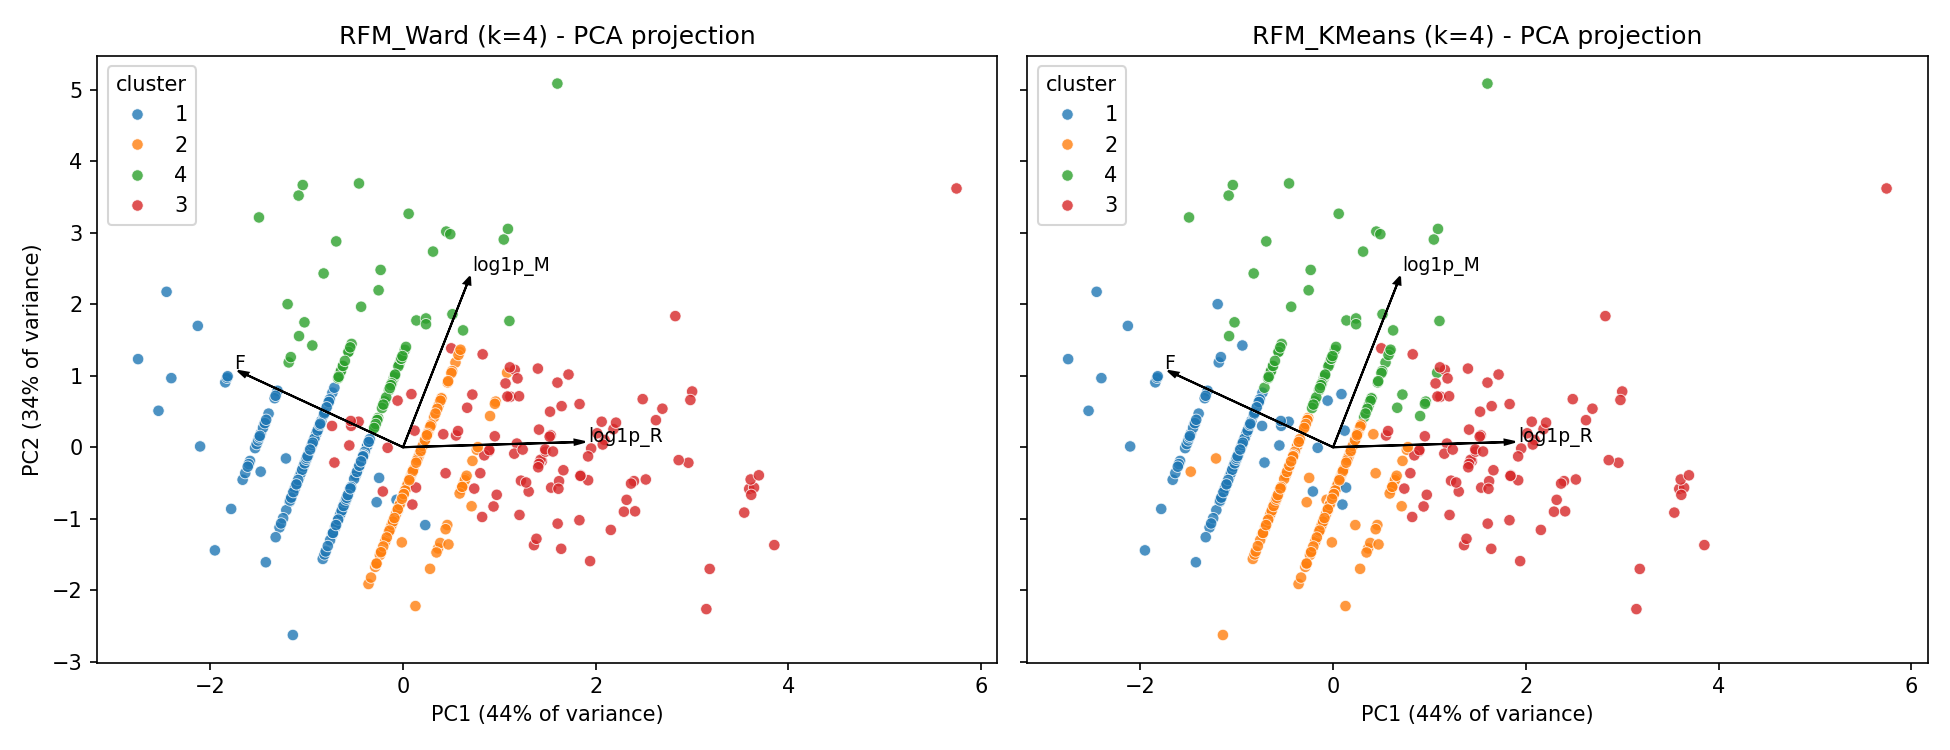 RFM_Ward (k=4) - PCA projection
cluster
1
2
4
3
5
4
3
2
1
0
−1
−2
−3
PC2 (34% of variance)
log1p_M
F
log1p_R
−2
0
2
4
6
PC1 (44% of variance)
RFM_KMeans (k=4) - PCA projection
cluster
1
2
4
3
log1p_M
F
log1p_R
−2
0
2
4
6
PC1 (44% of variance)